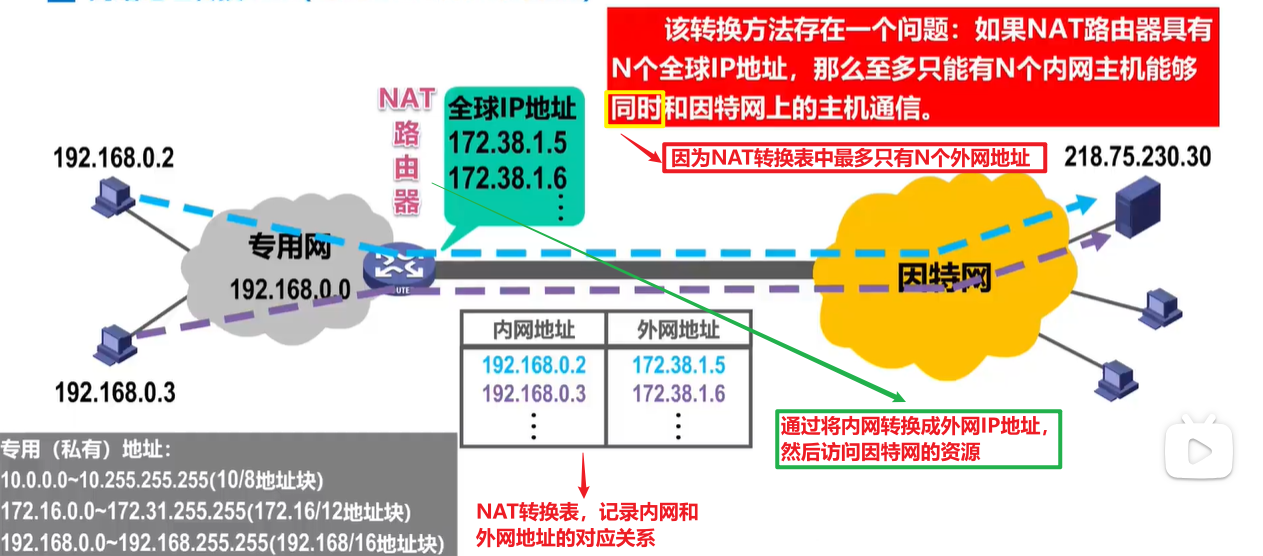 该转换方法存在一个问题：如果NAT路由器具有
N个全球IP地址，那么至多只能有N个内网主机能够
同时和因特网上的主机通信。
因为NAT转换表中最多只有N个外网地址
NAT
路
由
器
全球IP地址
172.38.1.5
172.38.1.6
⋮
192.168.0.2
218.75.230.30
专用网
192.168.0.0
UTE
因特网
192.168.0.3
内网地址 外网地址
192.168.0.2 172.38.1.5
192.168.0.3 172.38.1.6
⋮ ⋮
通过将内网转换成外网IP地址，
然后访问因特网的资源
NAT转换表，记录内网和
外网地址的对应关系
专用（私有）地址：
10.0.0.0~10.255.255.255(10/8地址块)
172.16.0.0~172.31.255.255(172.16/12地址块)
192.168.0.0~192.168.255.255(192.168/16地址块)